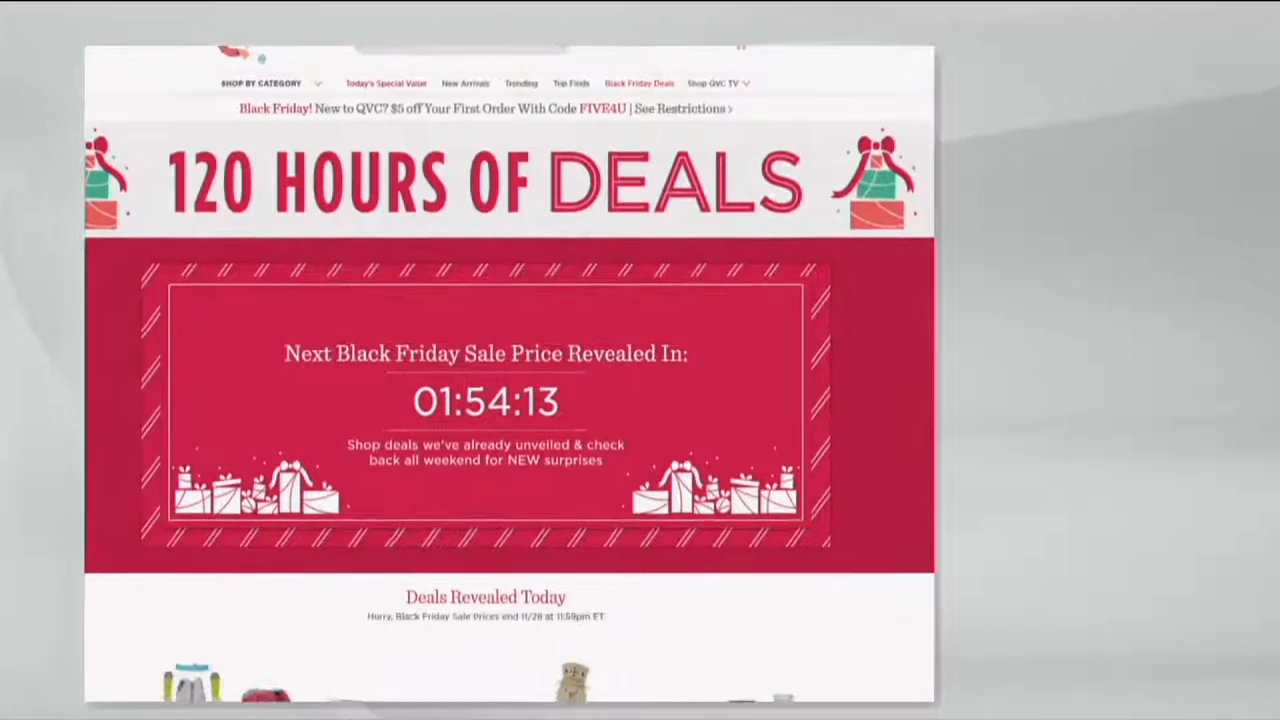 SHOP BY CATEGORY Today's Special Value New Arrivals Trending Top Finds Black Friday Deals Shop QVC TV
Black Friday! New to QVC? $5 off Your First Order With Code FIVE4U | See Restrictions >
120 HOURS OF DEALS
Next Black Friday Sale Price Revealed In:
01:54:13
Shop deals we've already unveiled & check
back all weekend for NEW surprises
Deals Revealed Today
Hurry, Black Friday Sale Prices end 11/28 at 11:59pm ET